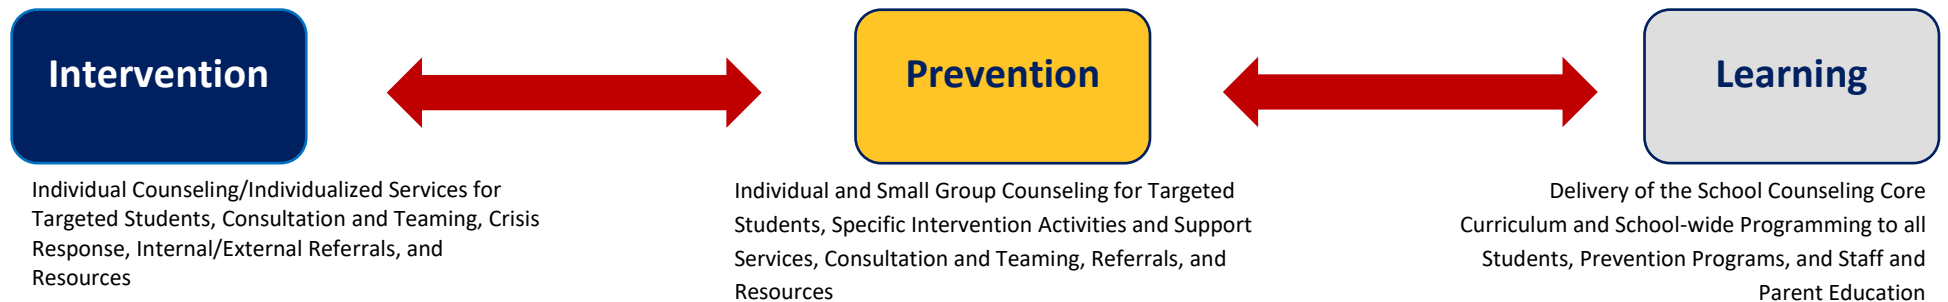 Intervention
Prevention
Learning
Individual Counseling/Individualized Services for
Targeted Students, Consultation and Teaming, Crisis
Response, Internal/External Referrals, and
Resources
Individual and Small Group Counseling for Targeted
Students, Specific Intervention Activities and Support
Services, Consultation and Teaming, Referrals, and
Resources
Delivery of the School Counseling Core
Curriculum and School-wide Programming to all
Students, Prevention Programs, and Staff and
Parent Education